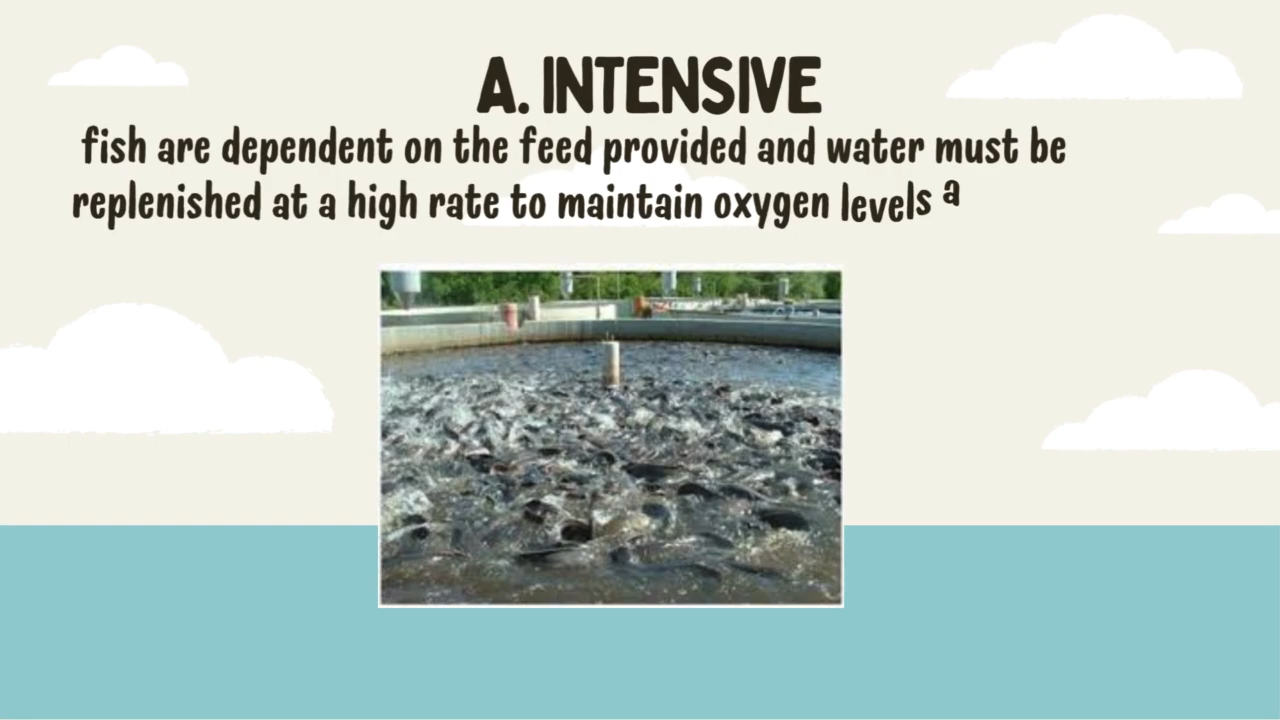 A. INTENSIVE
fish are dependent on the feed provided and water must be
replenished at a high rate to maintain oxygen levels a